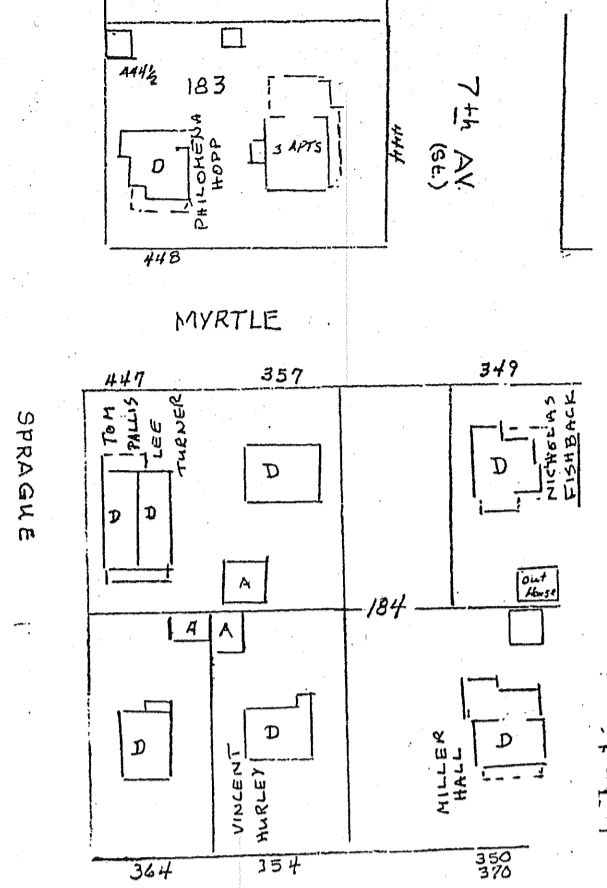 A44½
183
3 APTS
D
PHILOMENA
HOPP
444
7th AV.
(St.)
448
MYRTLE
447
357
349
SPRAGUE
TOM
PALLIS
LEE
TURNER
D
D
D
D
NICHOLAS
FISHBACK
A
out
House
184
A
A
D
D
D
VINCENT
HURLEY
MILLER
HALL
364
354
350
370